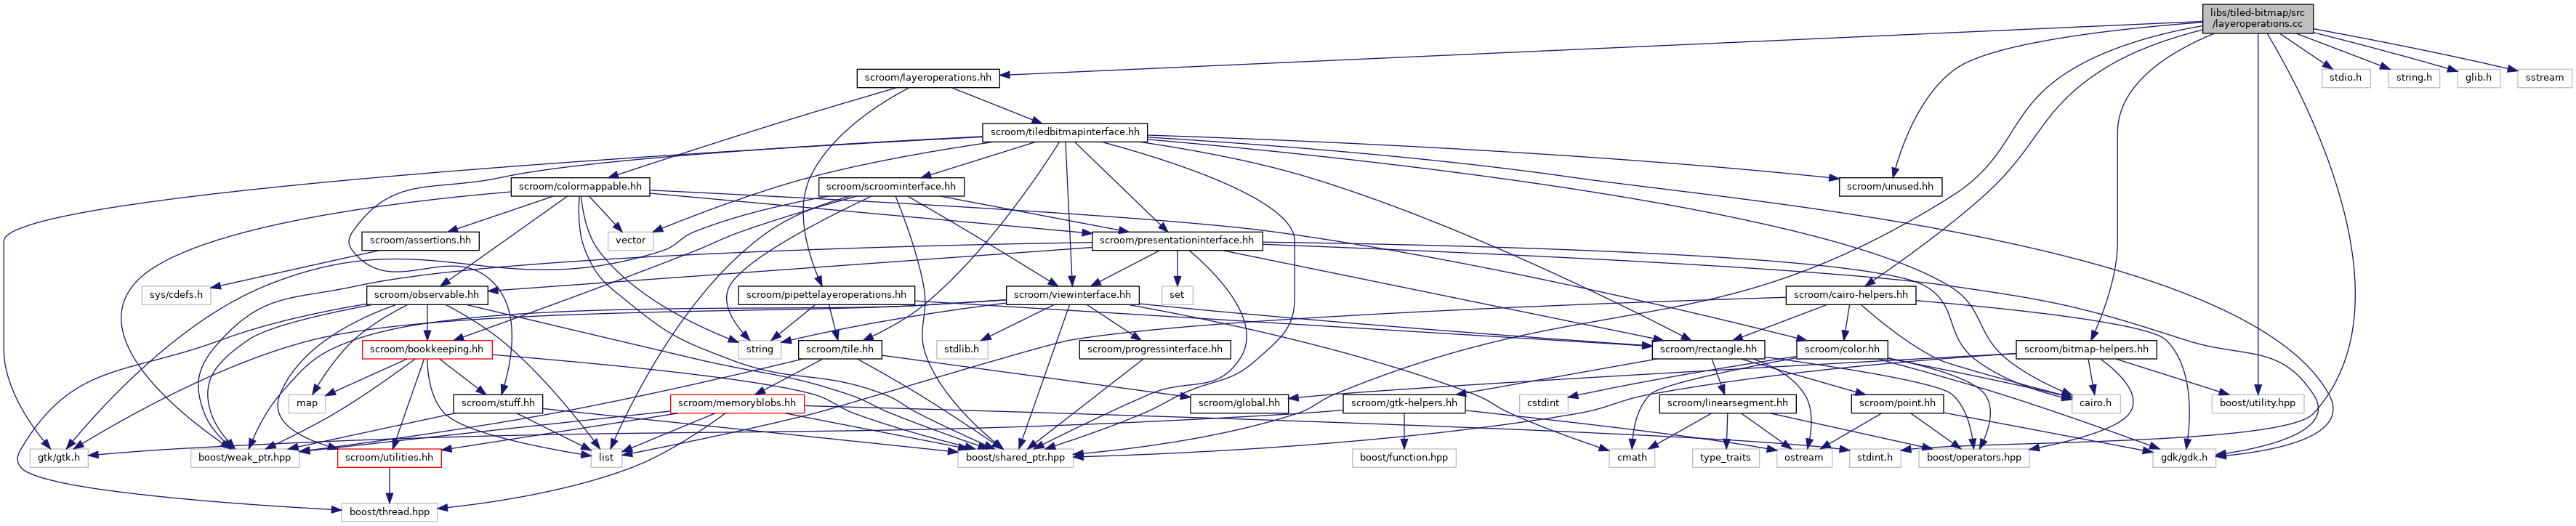 libs/tiled-bitmap/src
/layeroperations.cc
scroom/layeroperations.hh
stdio.h
string.h
glib.h
sstream
scroom/tiledbitmapinterface.hh
scroom/colormappable.hh
scroom/scroominterface.hh
scroom/unused.hh
scroom/assertions.hh
vector
scroom/presentationinterface.hh
sys/cdefs.h
scroom/observable.hh
scroom/pipettelayeroperations.hh
scroom/viewinterface.hh
set
scroom/cairo-helpers.hh
scroom/bookkeeping.hh
string
scroom/tile.hh
stdlib.h
scroom/progressinterface.hh
scroom/rectangle.hh
scroom/color.hh
scroom/bitmap-helpers.hh
map
scroom/stuff.hh
scroom/memoryblobs.hh
scroom/global.hh
scroom/gtk-helpers.hh
cstdint
scroom/linearsegment.hh
scroom/point.hh
cairo.h
boost/utility.hpp
gtk/gtk.h
boost/weak_ptr.hpp
scroom/utilities.hh
list
boost/shared_ptr.hpp
boost/function.hpp
cmath
type_traits
ostream
stdint.h
boost/operators.hpp
gdk/gdk.h
boost/thread.hpp